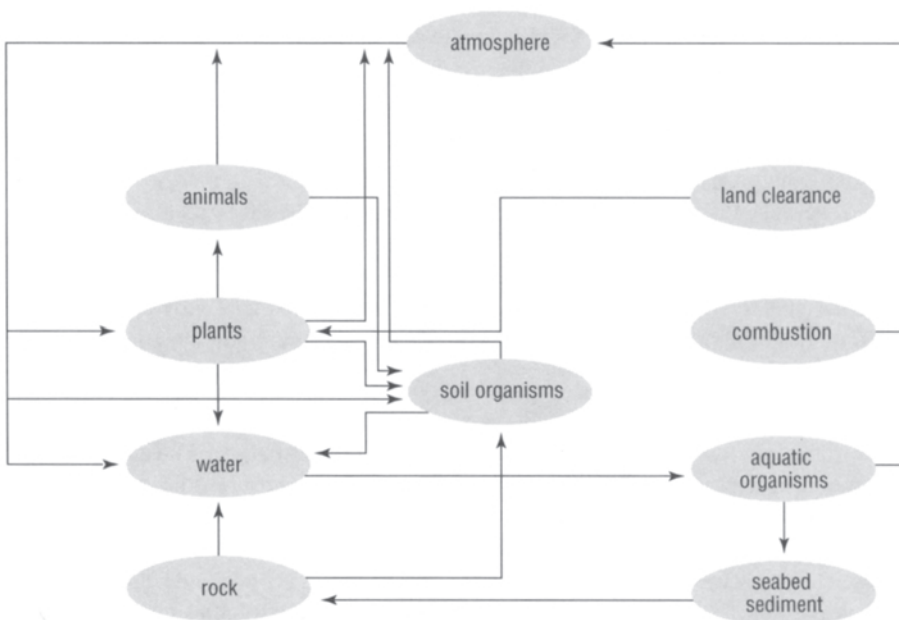 atmosphere
animals
land clearance
plants
combustion
soil organisms
water
aquatic
organisms
rock
seabed
sediment